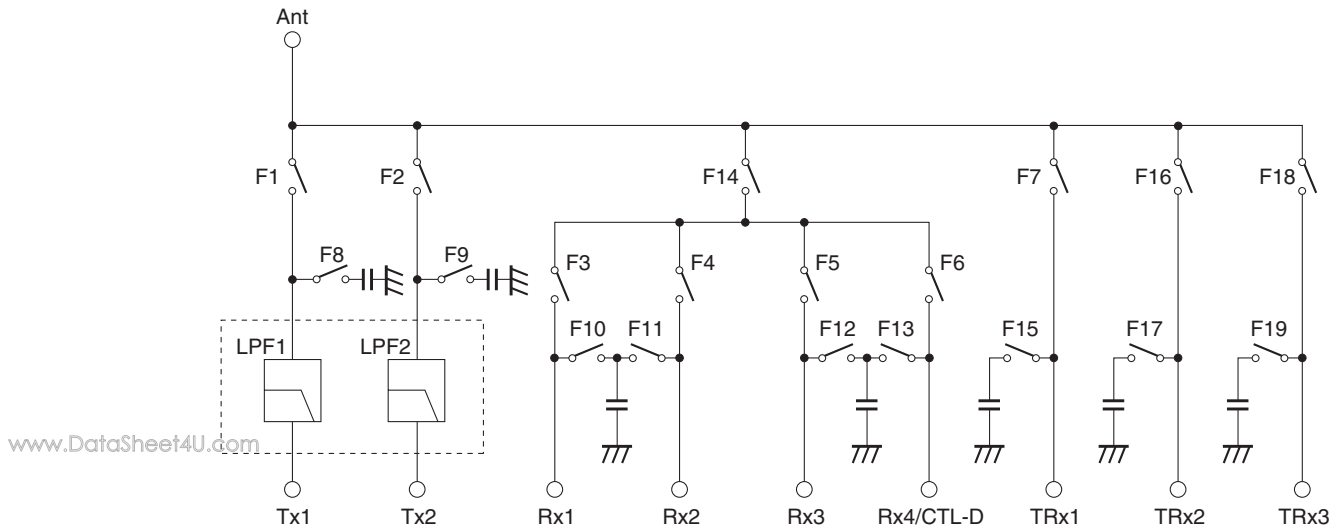 Ant
F1 F2 F14 F7 F16 F18
F8 F9 F3 F4 F5 F6
F10 F11 F12 F13 F15 F17 F19
LPF1 LPF2
www.DataSheet4U.com
Tx1 Tx2 Rx1 Rx2 Rx3 Rx4/CTL-D TRx1 TRx2 TRx3